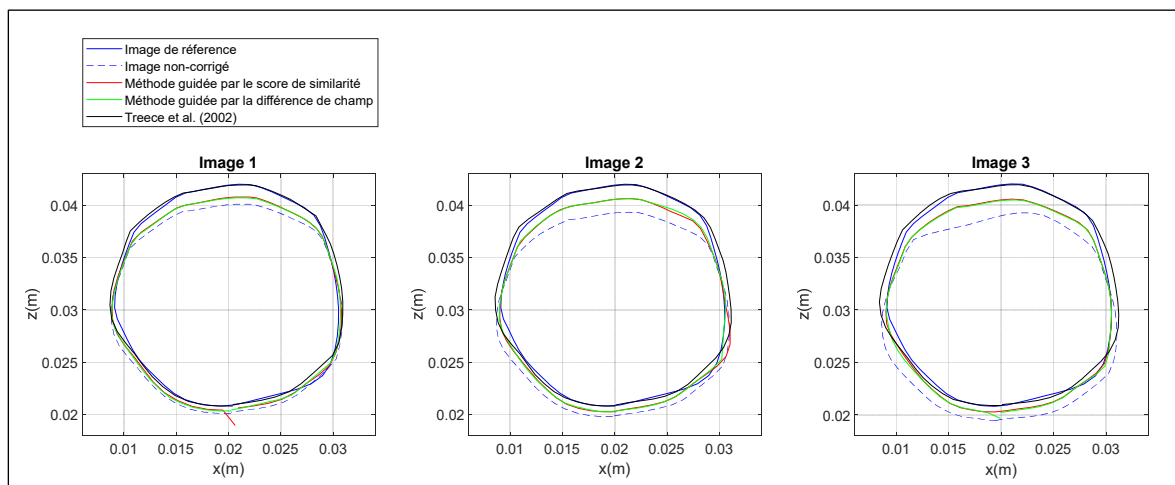 Image de réference
Image non-corrigé
Méthode guidée par le score de similarité
Méthode guidée par la différence de champ
Treece et al. (2002)
Image 1
0.04
0.035
0.03
0.025
0.02
z(m)
0.01 0.015 0.02 0.025 0.03
x(m)
Image 2
0.04
0.035
0.03
0.025
0.02
z(m)
0.01 0.015 0.02 0.025 0.03
x(m)
Image 3
0.04
0.035
0.03
0.025
0.02
z(m)
0.01 0.015 0.02 0.025 0.03
x(m)